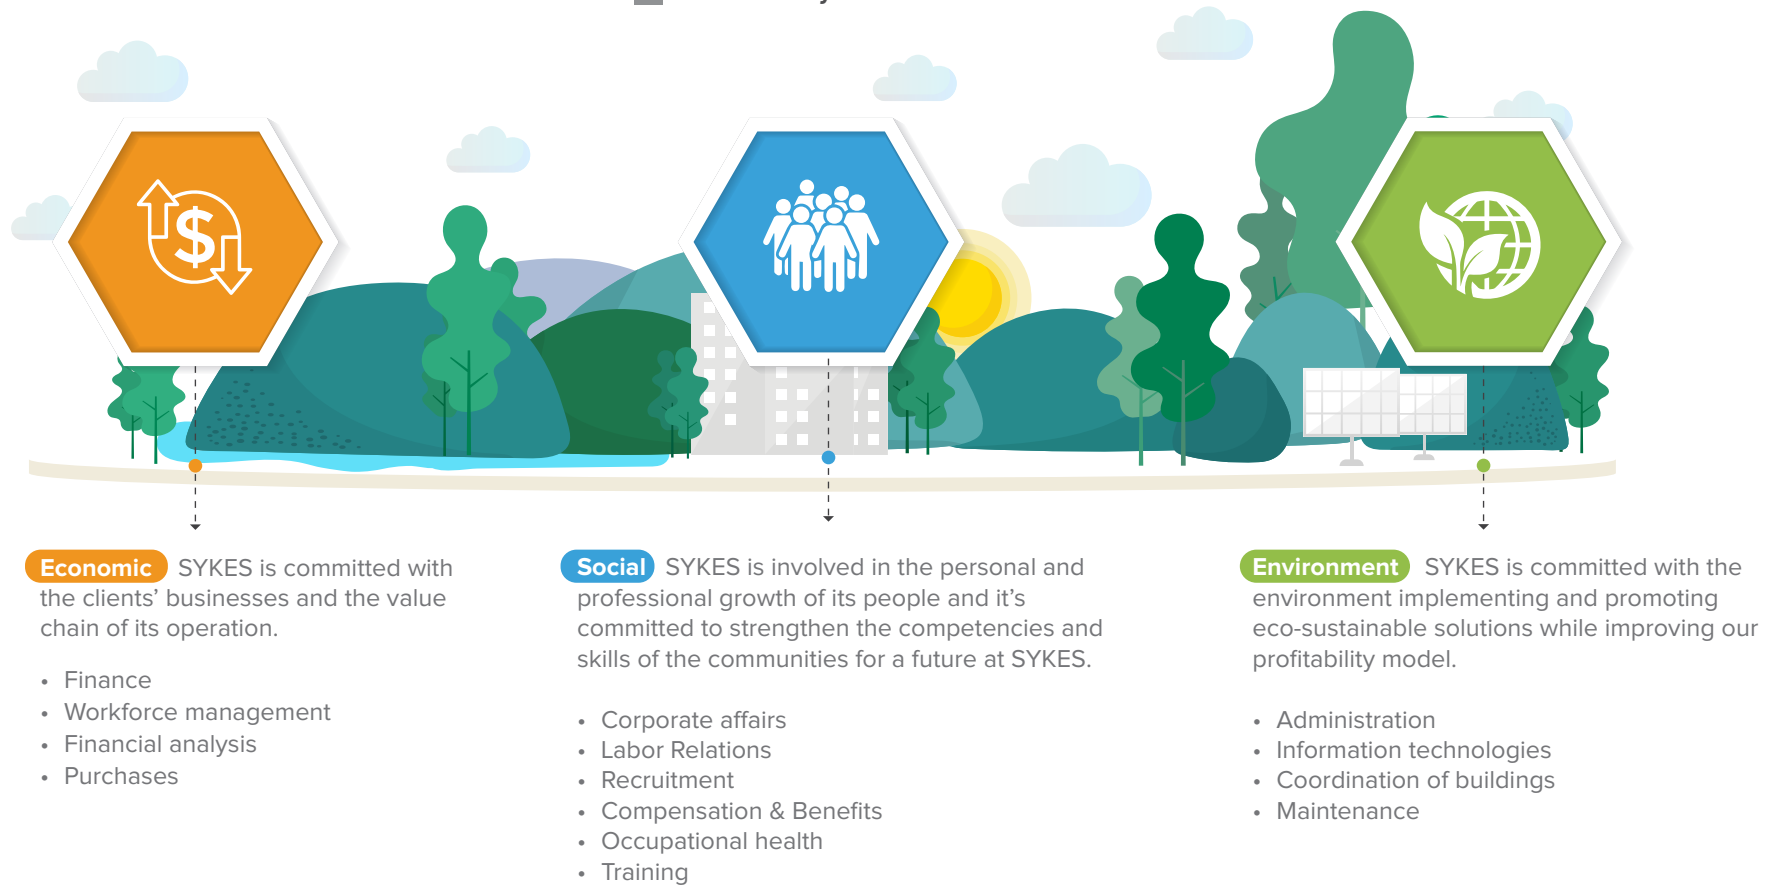 $
Economic SYKES is committed with
the clients’ businesses and the value
chain of its operation.
• Finance
• Workforce management
• Financial analysis
• Purchases
Social SYKES is involved in the personal and
professional growth of its people and it’s
committed to strengthen the competencies and
skills of the communities for a future at SYKES.
• Corporate affairs
• Labor Relations
• Recruitment
• Compensation & Benefits
• Occupational health
• Training
Environment SYKES is committed with the
environment implementing and promoting
eco-sustainable solutions while improving our
profitability model.
• Administration
• Information technologies
• Coordination of buildings
• Maintenance